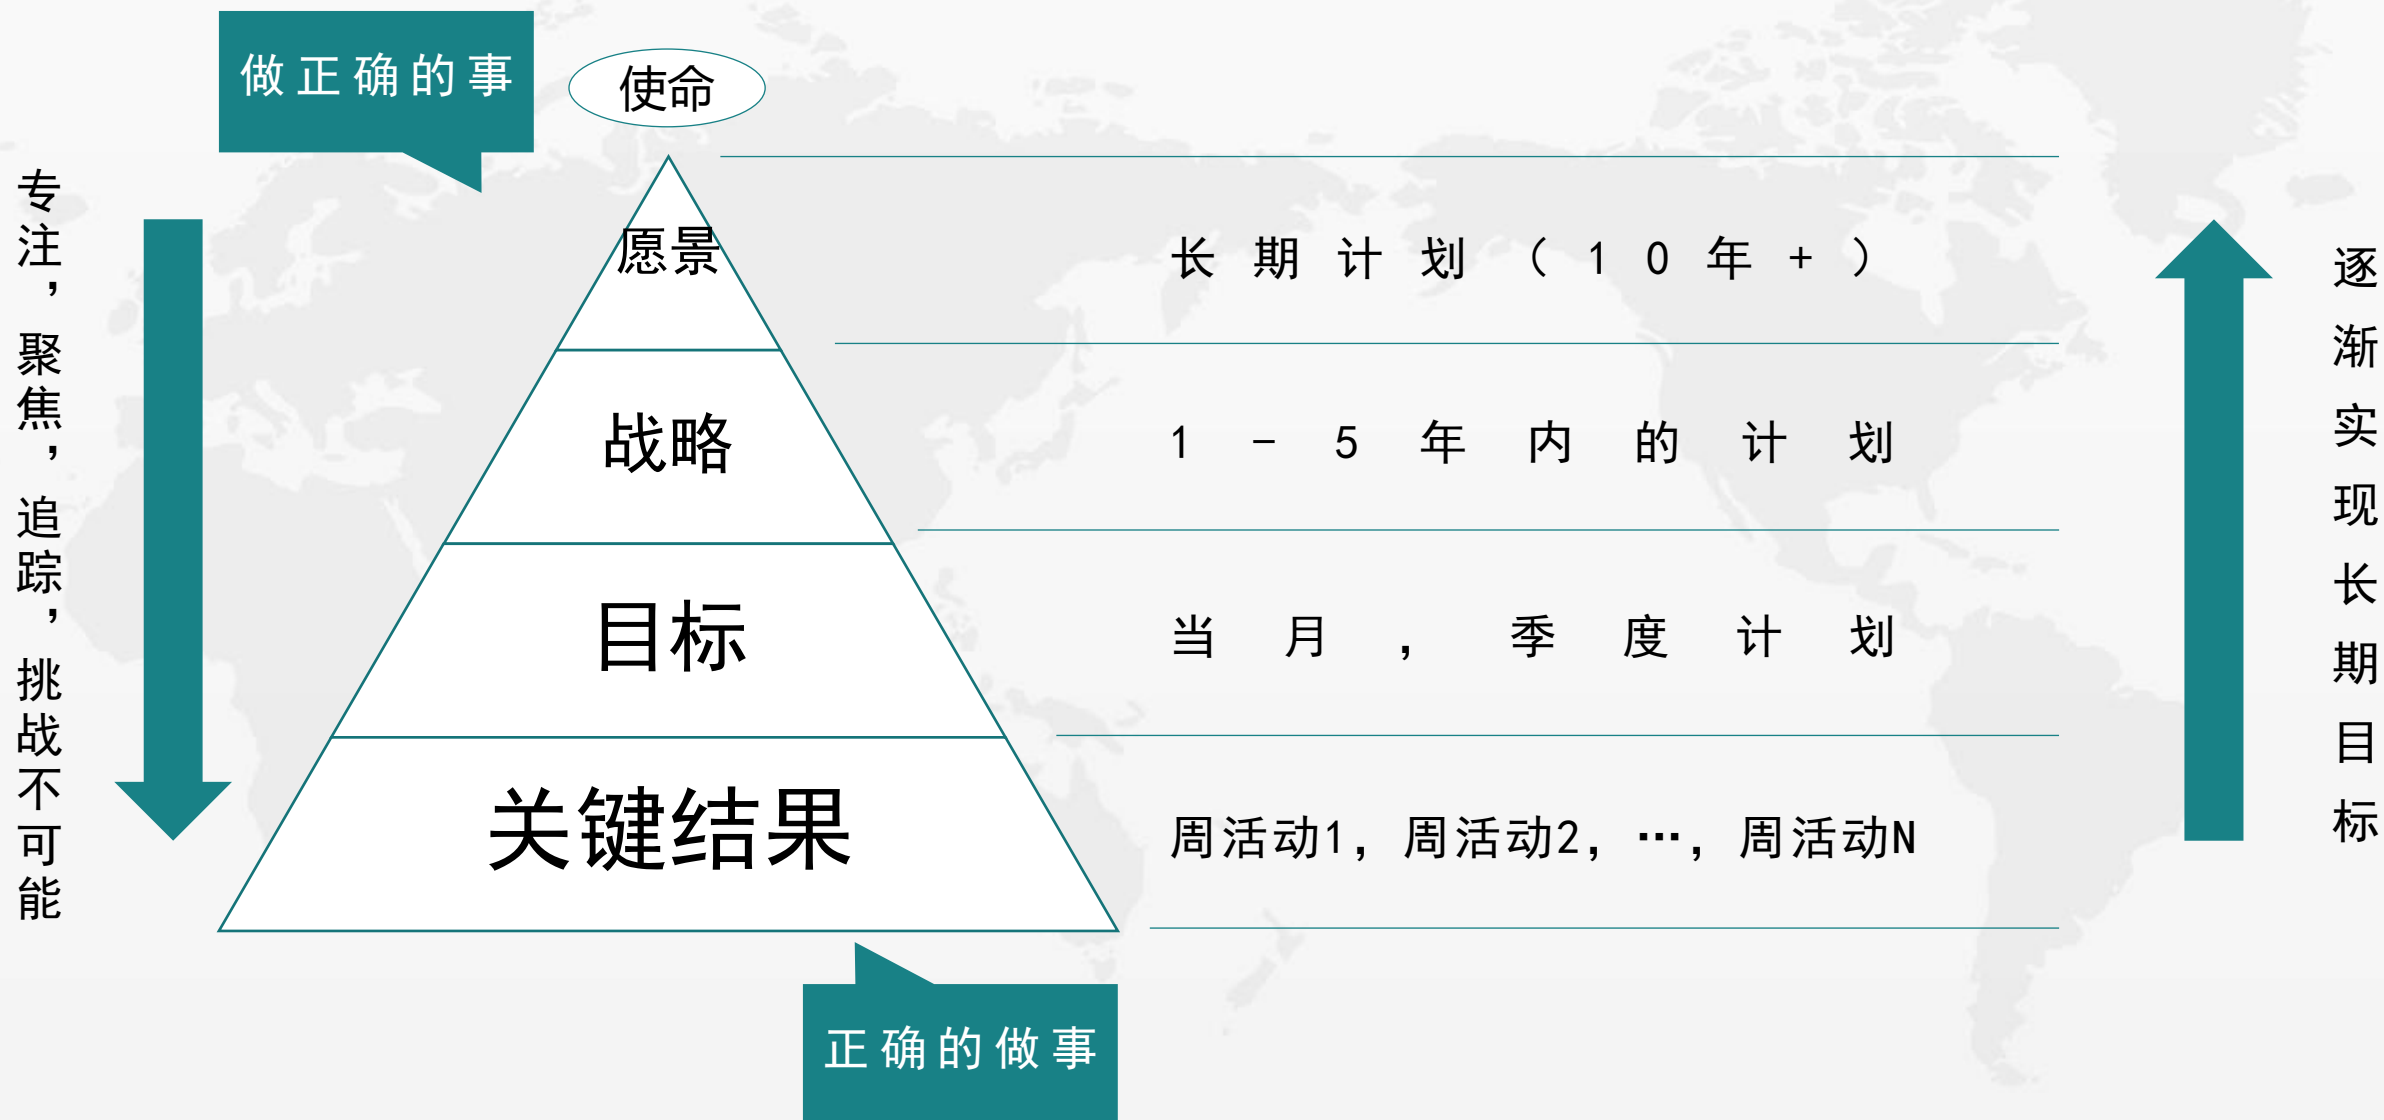 做正确的事
使命
专注，聚焦，追踪，挑战不可能
愿景
长期计划（10年+）
战略
1-5年内的计划
目标
当月，季度计划
关键结果
周活动1，周活动2，…，周活动N
逐渐实现长期目标
正确的做事